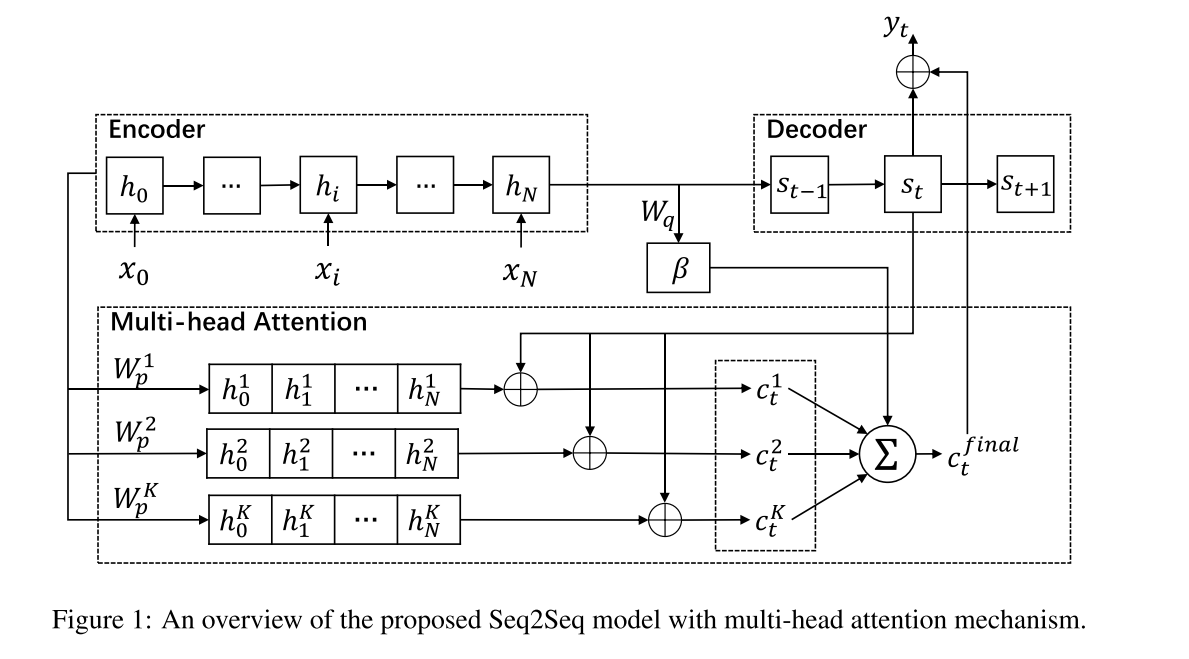 y_t
Encoder
Decoder
h_0 ... h_i ... h_N
s_{t-1} s_t s_{t+1}
W_q
x_0 x_i x_N
β
Multi-head Attention
W_p^1 h_0^1 h_1^1 ... h_N^1 c_t^1
W_p^2 h_0^2 h_1^2 ... h_N^2 c_t^2 Σ c_t^{final}
W_p^K h_0^K h_1^K ... h_N^K c_t^K
Figure 1: An overview of the proposed Seq2Seq model with multi-head attention mechanism.